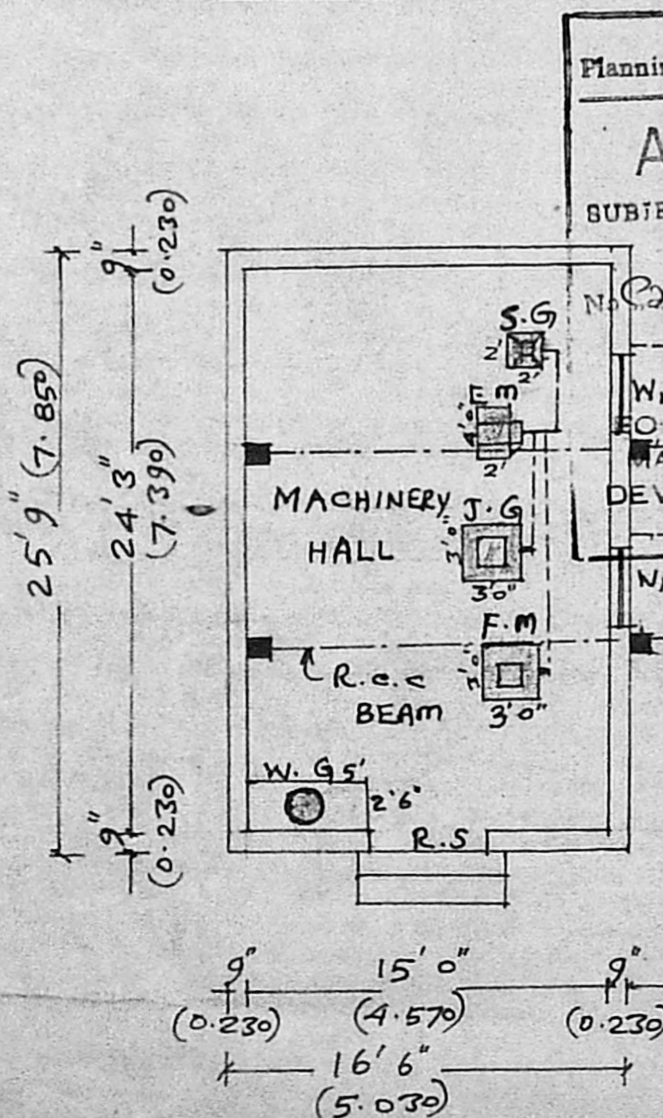 Plannin
A
SUBJE
No
S.G
2'
2'
E.M
4'0"
2'
MACHINERY
HALL
J.G
3'0"
3'0"
F.M
3'0"
3'0"
R.C.C
BEAM
W.G 5'
2'6"
R.S
9"
(0.230)
25'9" (7.850)
24'3"
(7.390)
9"
(0.230)
9"
(0.230)
15'0"
(4.570)
9"
(0.230)
16'6"
(5.030)
DEV